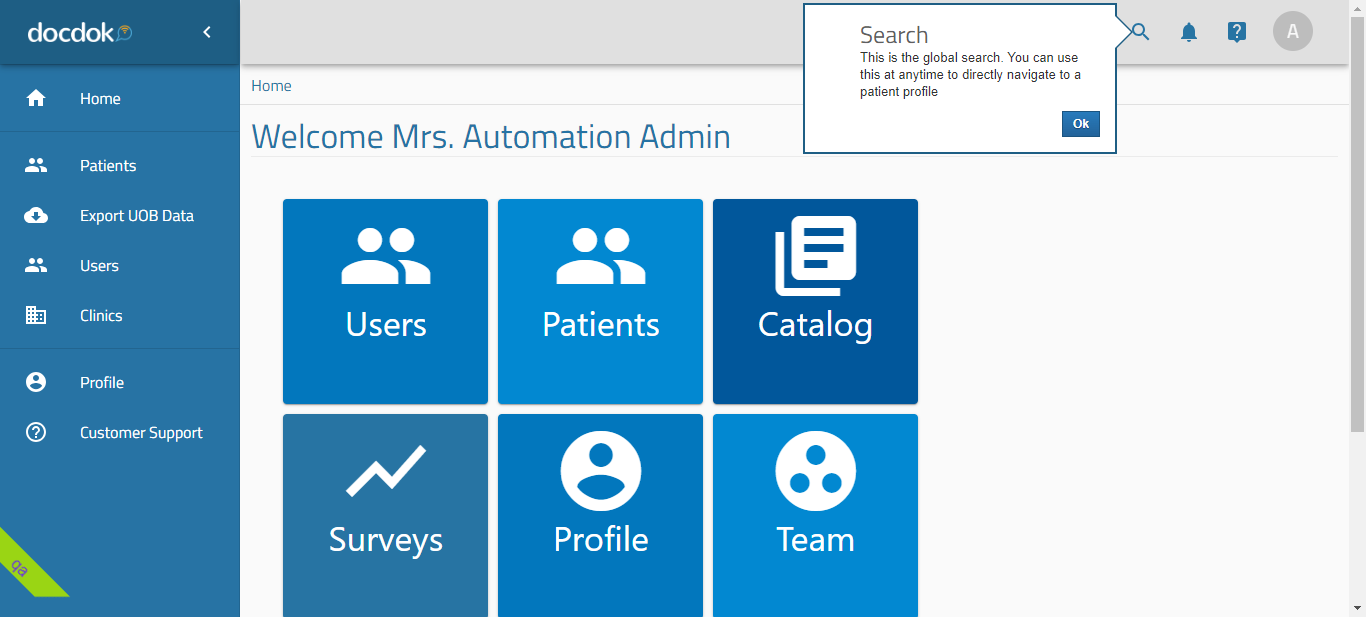 docdok
Home
Patients
Export UOB Data
Users
Clinics
Profile
Customer Support
qa
Search
This is the global search. You can use
this at anytime to directly navigate to a
patient profile
Ok
?
A
Home
Welcome Mrs. Automation Admin
Users
Patients
Catalog
Surveys
Profile
Team